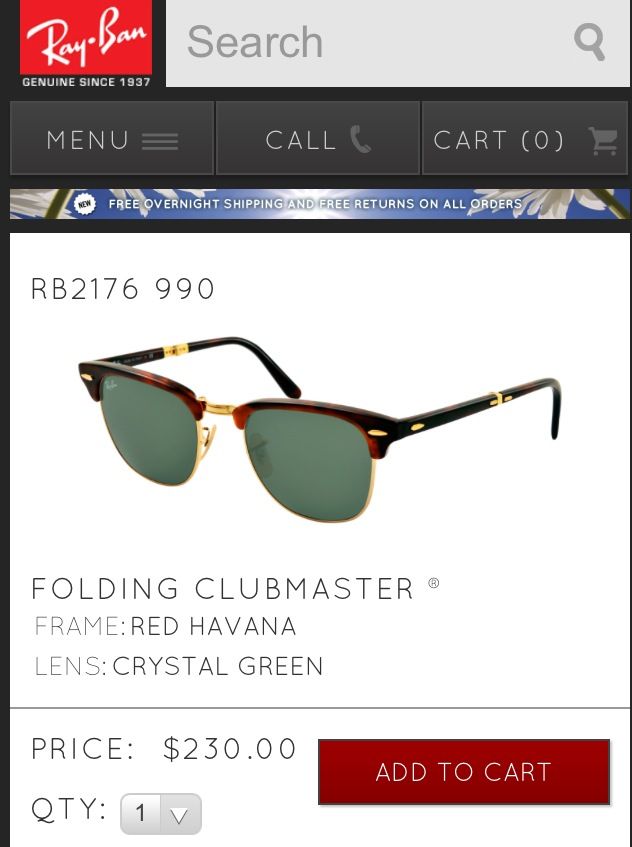 Ray-Ban
GENUINE SINCE 1937
Search
MENU
CALL
CART (0)
NEW FREE OVERNIGHT SHIPPING AND FREE RETURNS ON ALL ORDERS
RB2176 990
Ray-Ban
FOLDING CLUBMASTER ®
FRAME: RED HAVANA
LENS: CRYSTAL GREEN
PRICE: $230.00
ADD TO CART
QTY: 1